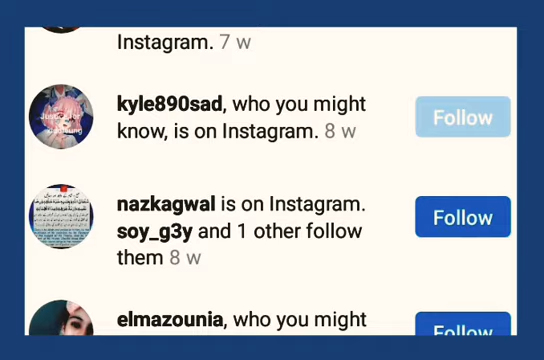 Instagram. 7 w
kyle890sad, who you might
know, is on Instagram. 8 w
Follow
nazkagwal is on Instagram.
soy_g3y and 1 other follow
them 8 w
Follow
elmazounia, who you might
Follow